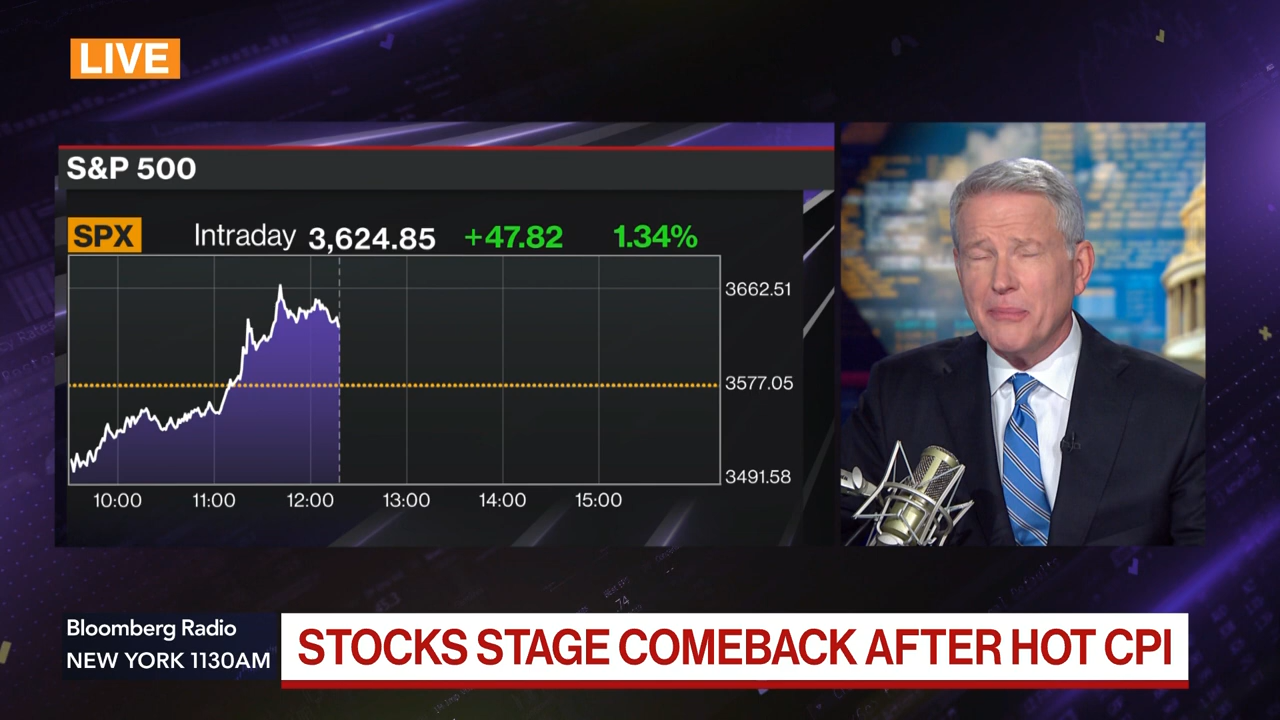 LIVE
S&P 500
SPX Intraday 3,624.85 +47.82 1.34%
3662.51
3577.05
3491.58
10:00 11:00 12:00 13:00 14:00 15:00
Bloomberg Radio
NEW YORK 1130AM
STOCKS STAGE COMEBACK AFTER HOT CPI